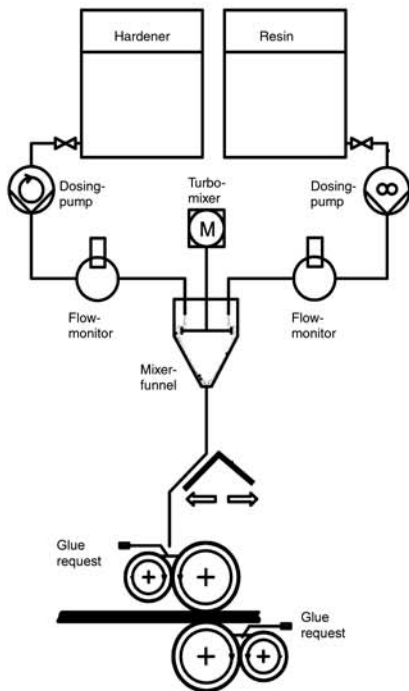 Hardener
Resin
Dosing-
pump
Turbo-
mixer
Dosing-
pump
M
Flow-
monitor
Flow-
monitor
Mixer-
funnel
Glue
request
Glue
request